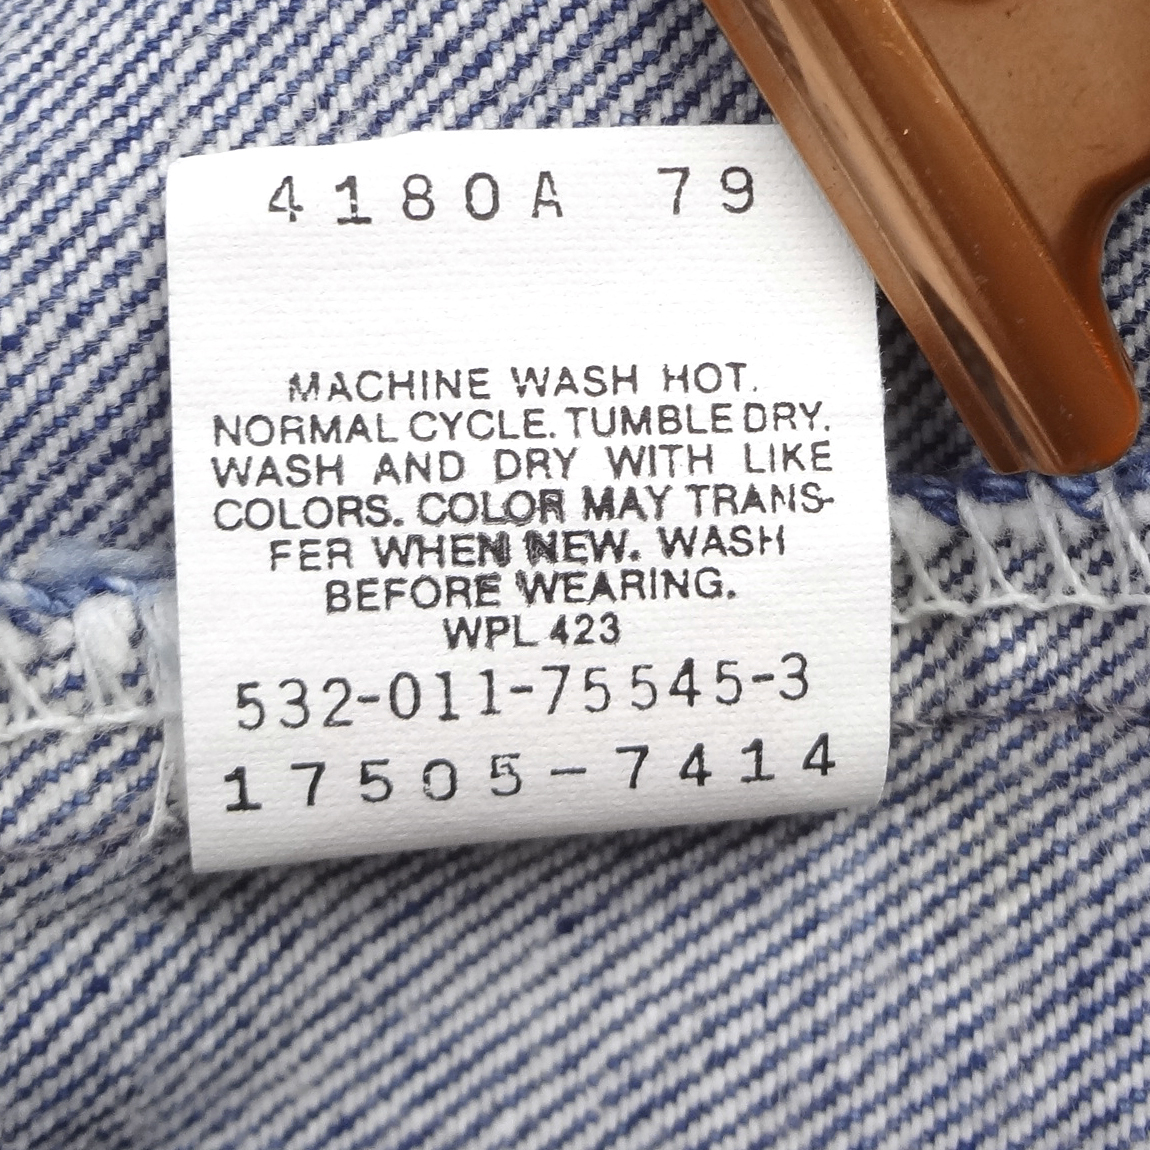 4180A 79
MACHINE WASH HOT.
NORMAL CYCLE. TUMBLE DRY.
WASH AND DRY WITH LIKE
COLORS. COLOR MAY TRANS-
FER WHEN NEW. WASH
BEFORE WEARING.
WPL 423
532-011-75545-3
17505-7414